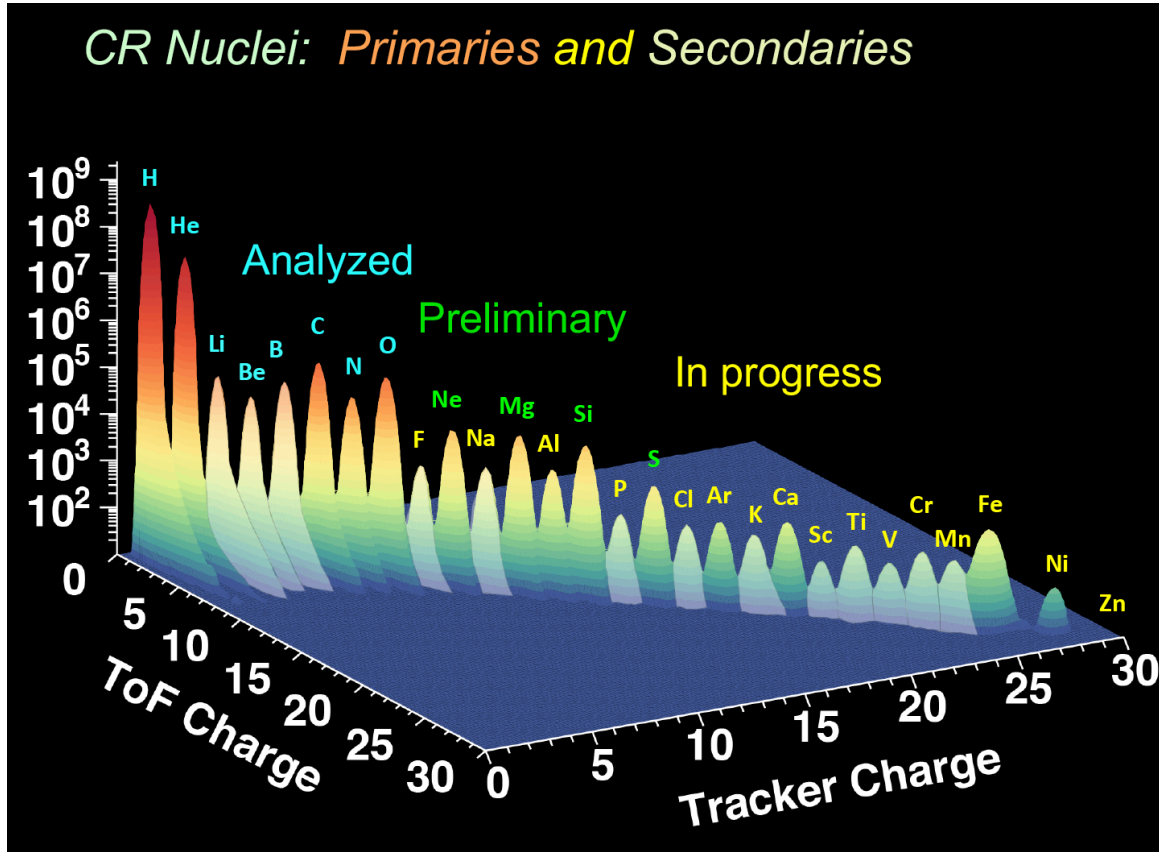 CR Nuclei: Primaries and Secondaries
10⁹
10⁸
10⁷
10⁶
10⁵
10⁴
10³
10²
H
He
Li
Be
B
C
N
O
F
Ne
Na
Mg
Al
Si
P
S
Cl
Ar
K
Ca
Sc
Ti
V
Cr
Mn
Fe
Ni
Zn
Analyzed
Preliminary
In progress
0
5
10
15
20
25
30
ToF Charge
0
5
10
15
20
25
30
Tracker Charge